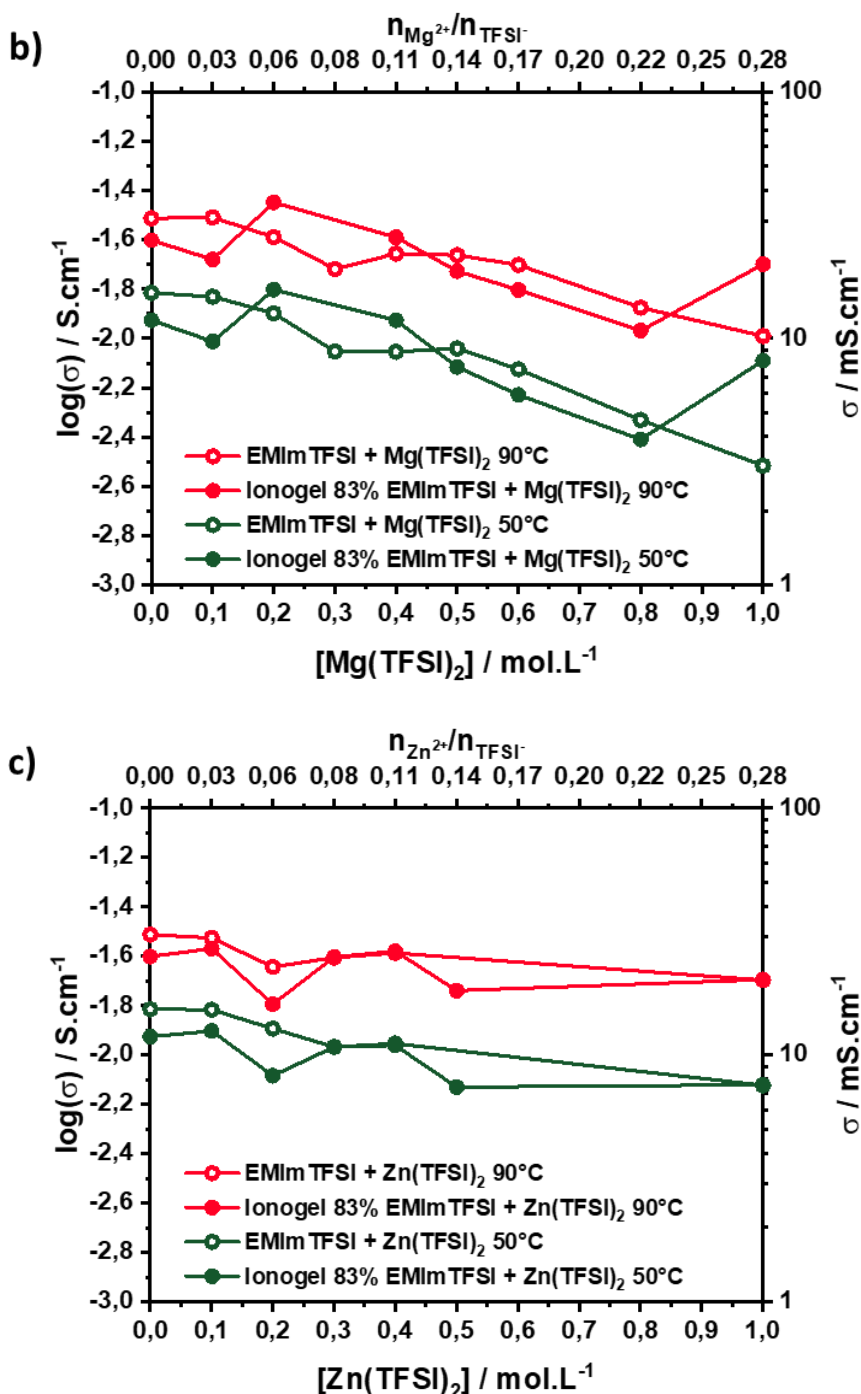 b)
n_Mg²⁺/n_TFSI⁻
0,00 0,03 0,06 0,08 0,11 0,14 0,17 0,20 0,22 0,25 0,28
-1,0
-1,2
-1,4
-1,6
-1,8
-2,0
-2,2
-2,4
-2,6
-2,8
-3,0
log(σ) / S.cm⁻¹
100
10
1
σ / mS.cm⁻¹
EMImTFSI + Mg(TFSI)₂ 90°C
Ionogel 83% EMImTFSI + Mg(TFSI)₂ 90°C
EMImTFSI + Mg(TFSI)₂ 50°C
Ionogel 83% EMImTFSI + Mg(TFSI)₂ 50°C
0,0 0,1 0,2 0,3 0,4 0,5 0,6 0,7 0,8 0,9 1,0
[Mg(TFSI)₂] / mol.L⁻¹
c)
n_Zn²⁺/n_TFSI⁻
0,00 0,03 0,06 0,08 0,11 0,14 0,17 0,20 0,22 0,25 0,28
-1,0
-1,2
-1,4
-1,6
-1,8
-2,0
-2,2
-2,4
-2,6
-2,8
-3,0
log(σ) / S.cm⁻¹
100
10
1
σ / mS.cm⁻¹
EMImTFSI + Zn(TFSI)₂ 90°C
Ionogel 83% EMImTFSI + Zn(TFSI)₂ 90°C
EMImTFSI + Zn(TFSI)₂ 50°C
Ionogel 83% EMImTFSI + Zn(TFSI)₂ 50°C
0,0 0,1 0,2 0,3 0,4 0,5 0,6 0,7 0,8 0,9 1,0
[Zn(TFSI)₂] / mol.L⁻¹